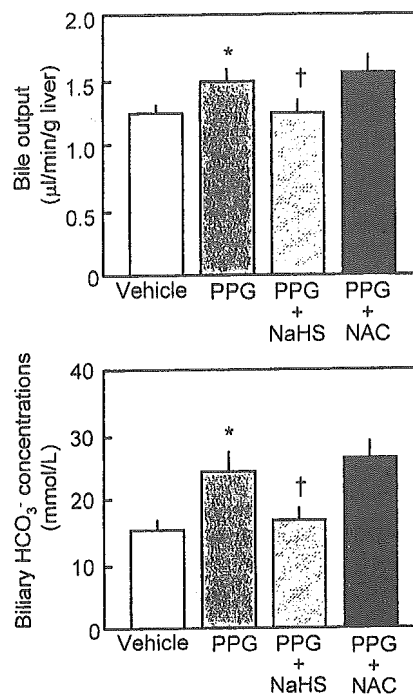 Bile output
(µl/min/g liver)
2.0
1.5
1.0
0.5
0
*
†
Vehicle PPG PPG + NaHS PPG + NAC
Biliary HCO₃⁻ concentrations
(mmol/L)
40
30
20
10
0
*
†
Vehicle PPG PPG + NaHS PPG + NAC